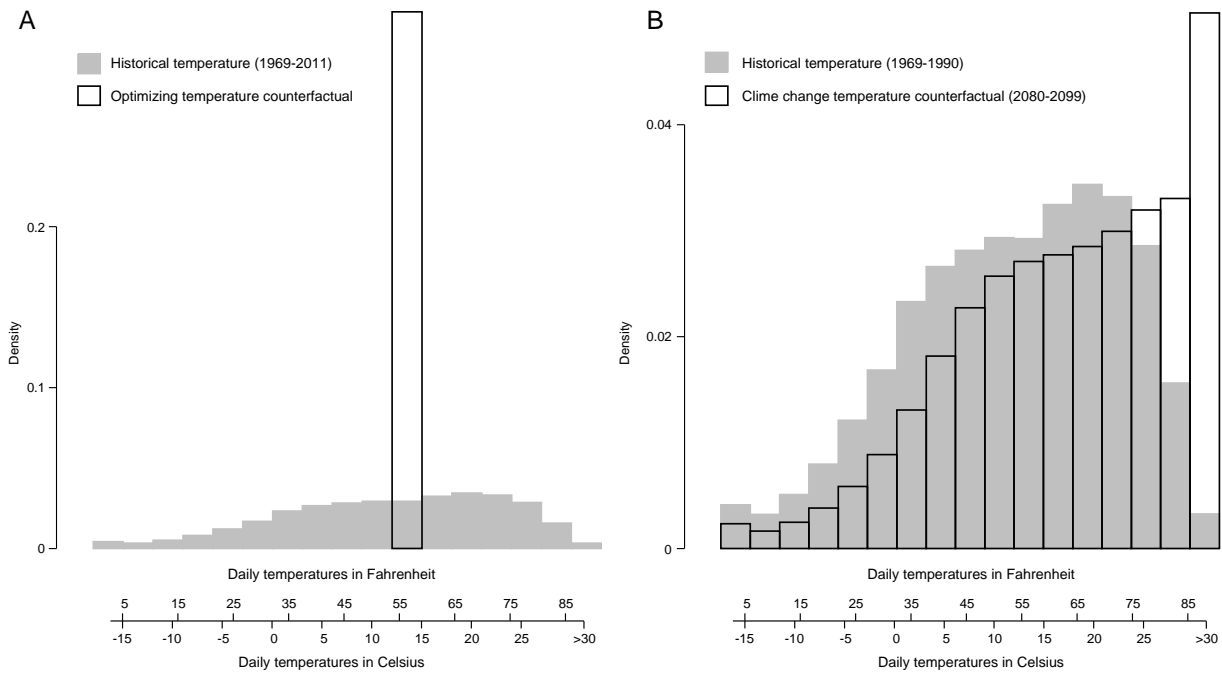 A
Historical temperature (1969-2011)
Optimizing temperature counterfactual
0.2
0.1
0
Density
Daily temperatures in Fahrenheit
5 15 25 35 45 55 65 75 85
-15 -10 -5 0 5 10 15 20 25 >30
Daily temperatures in Celsius
B
Historical temperature (1969-1990)
Clime change temperature counterfactual (2080-2099)
0.04
0.02
0
Density
Daily temperatures in Fahrenheit
5 15 25 35 45 55 65 75 85
-15 -10 -5 0 5 10 15 20 25 >30
Daily temperatures in Celsius